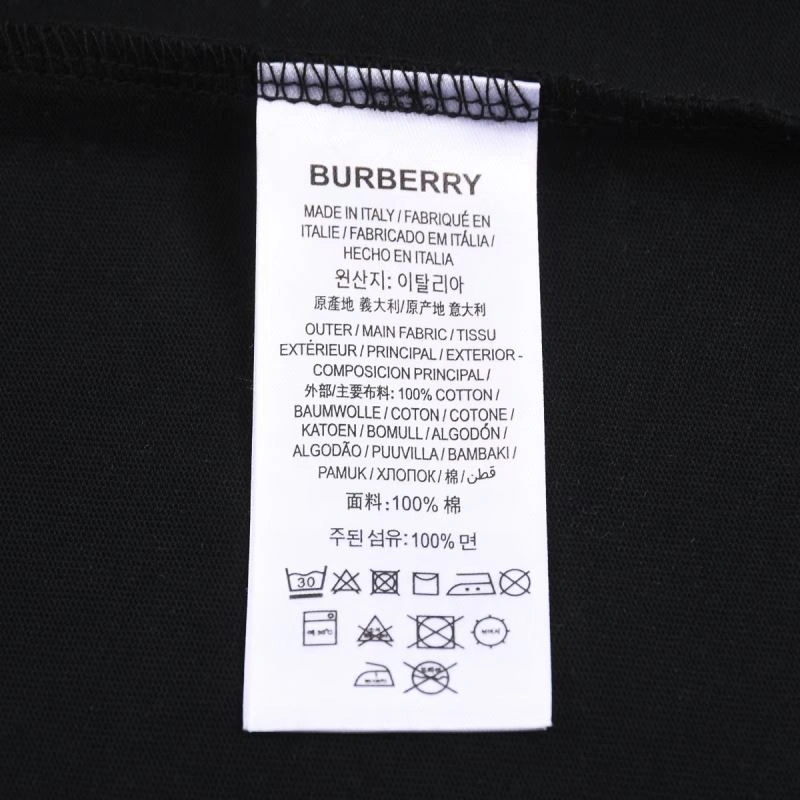 BURBERRY
MADE IN ITALY / FABRIQUÉ EN
ITALIE / FABRICADO EM ITÁLIA /
HECHO EN ITALIA
원산지: 이탈리아
原產地 義大利/原产地 意大利
OUTER / MAIN FABRIC / TISSU
EXTÉRIEUR / PRINCIPAL / EXTERIOR -
COMPOSICION PRINCIPAL /
外部/主要布料: 100% COTTON /
BAUMWOLLE / COTON / COTONE /
KATOEN / BOMULL / ALGODÓN /
ALGODÃO / PUUVILLA / BAMBAKI /
PAMUK / ХЛОПОК / 棉 / قطن
面料:100% 棉
주된 섬유: 100% 면
30